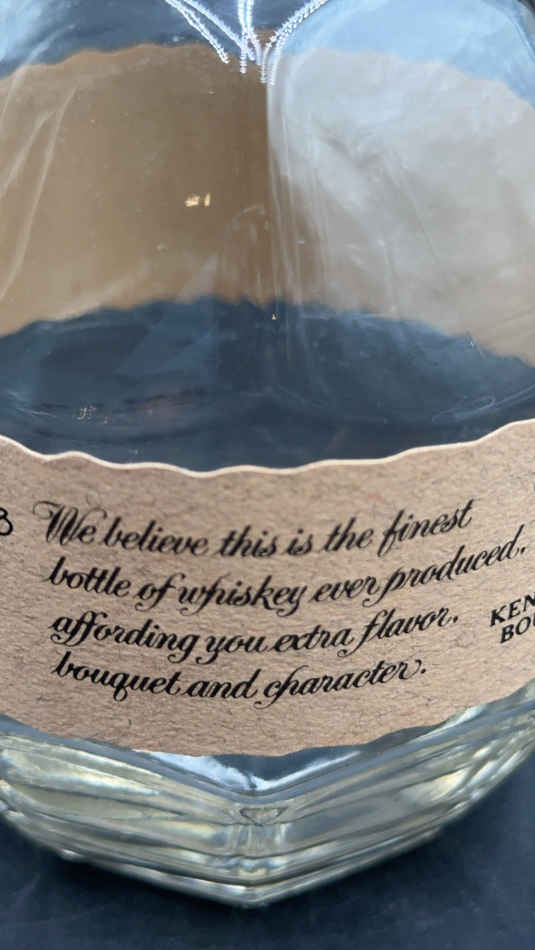 We believe this is the finest
bottle of whiskey ever produced,
affording you extra flavor,
bouquet and character.
KEN
BOU